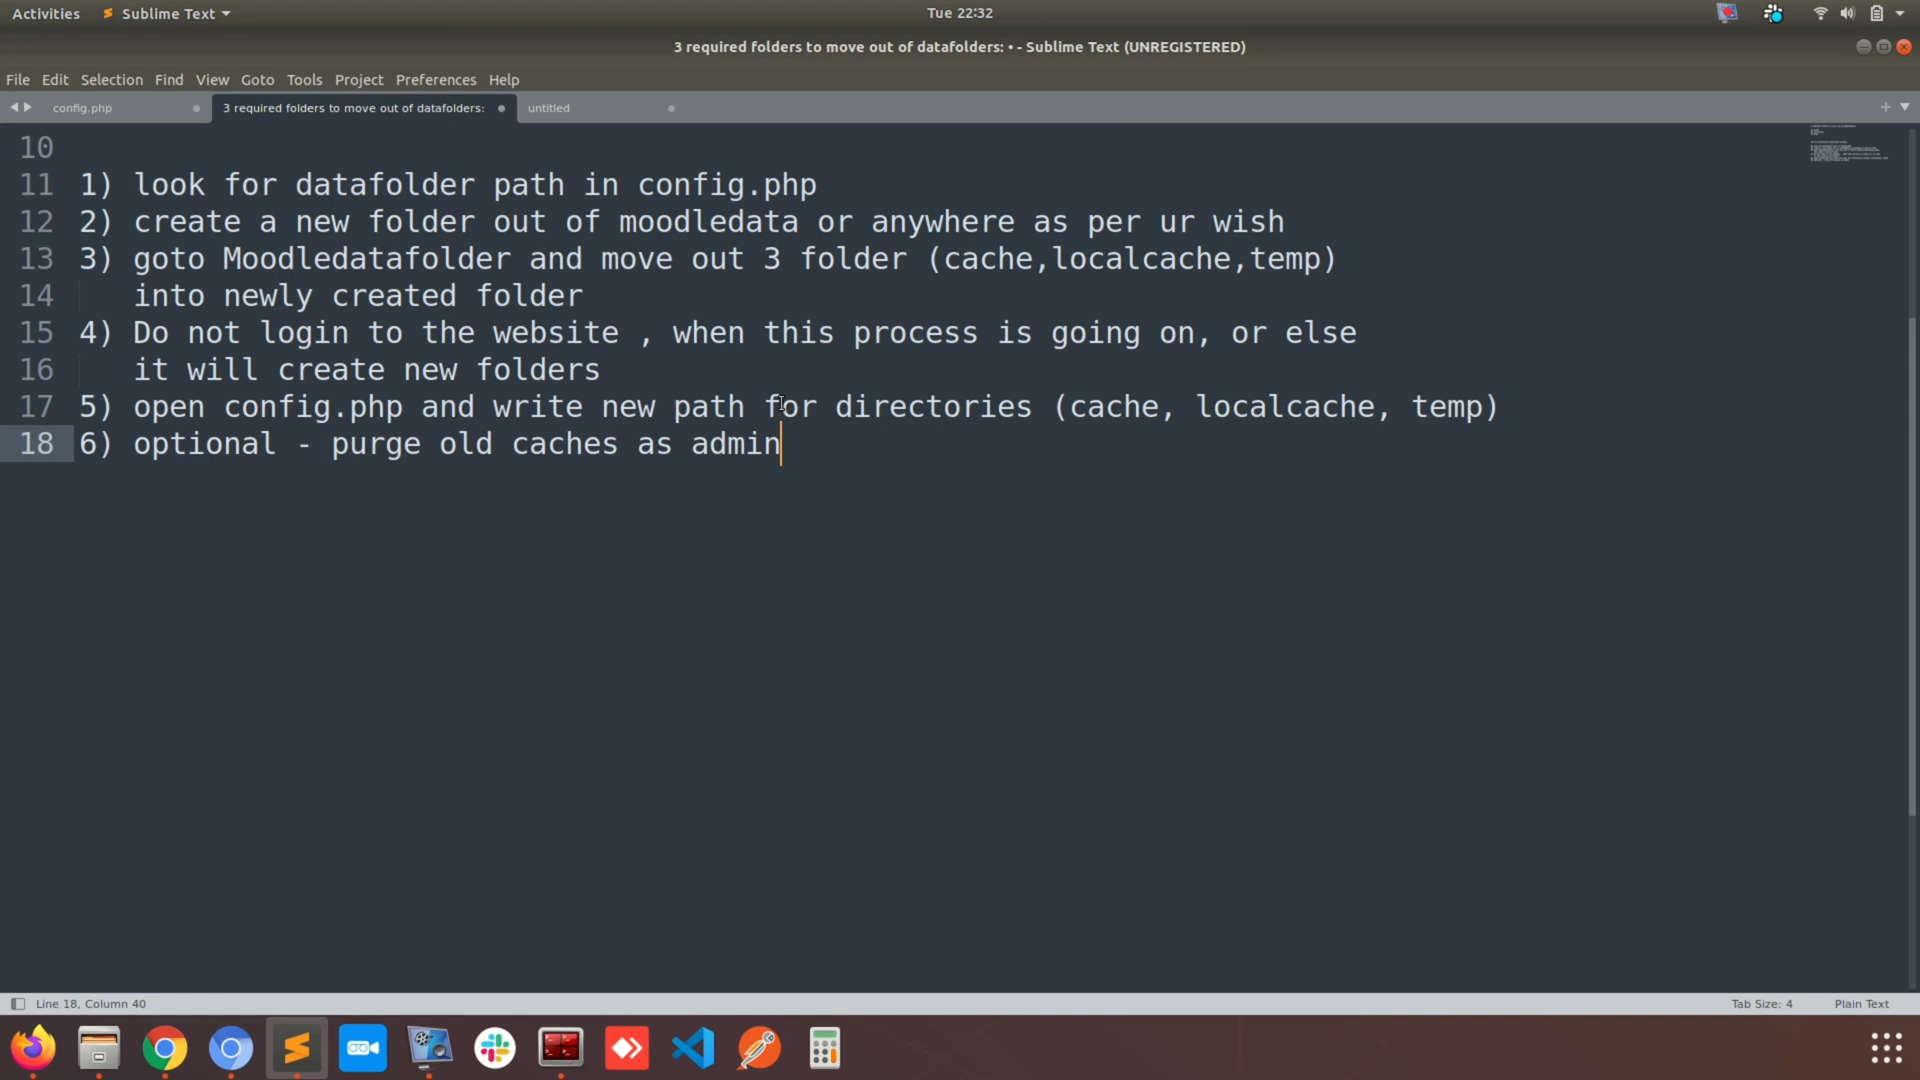 Activities Sublime Text Tue 22:32
3 required folders to move out of datafolders: • - Sublime Text (UNREGISTERED)
File Edit Selection Find View Goto Tools Project Preferences Help
config.php 3 required folders to move out of datafolders: untitled
10
11 1) look for datafolder path in config.php
12 2) create a new folder out of moodledata or anywhere as per ur wish
13 3) goto Moodledatafolder and move out 3 folder (cache,localcache,temp)
14 into newly created folder
15 4) Do not login to the website , when this process is going on, or else
16 it will create new folders
17 5) open config.php and write new path for directories (cache, localcache, temp)
18 6) optional - purge old caches as admin
Line 18, Column 40 Tab Size: 4 Plain Text